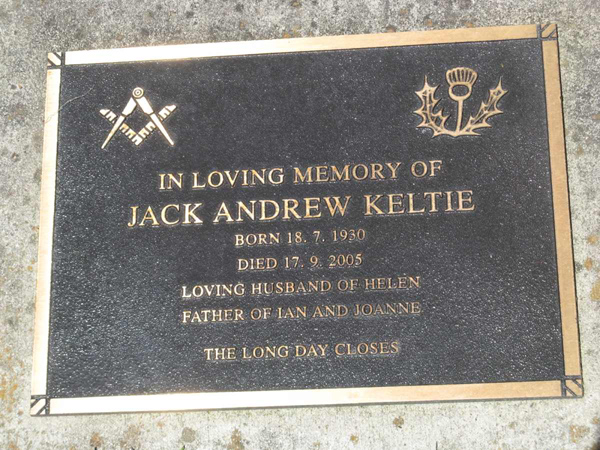 IN LOVING MEMORY OF
JACK ANDREW KELTIE
BORN 18. 7. 1930
DIED 17. 9. 2005
LOVING HUSBAND OF HELEN
FATHER OF IAN AND JOANNE
THE LONG DAY CLOSES